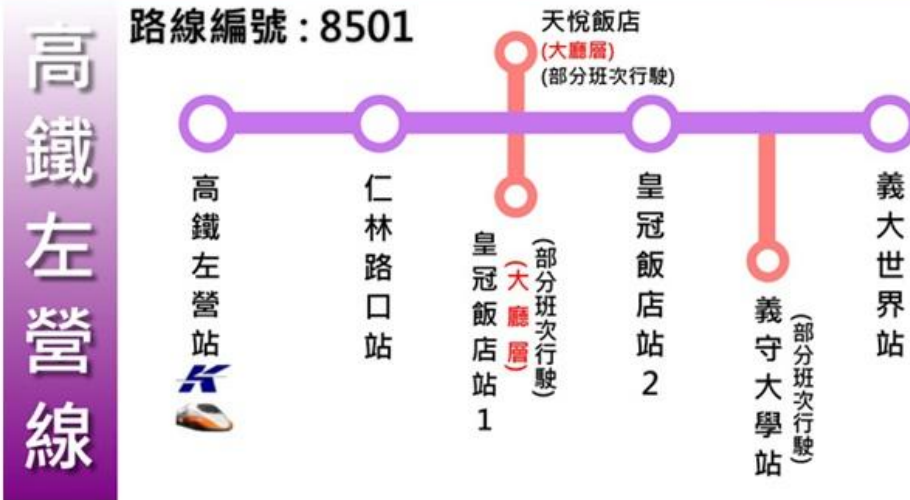 高鐵左營線
路線編號：8501
天悅飯店
(大廳層)
(部分班次行駛)
高鐵左營站
仁林路口站
皇冠飯店站1
(大廳層)
(部分班次行駛)
皇冠飯店站2
義守大學站
(部分班次行駛)
義大世界站